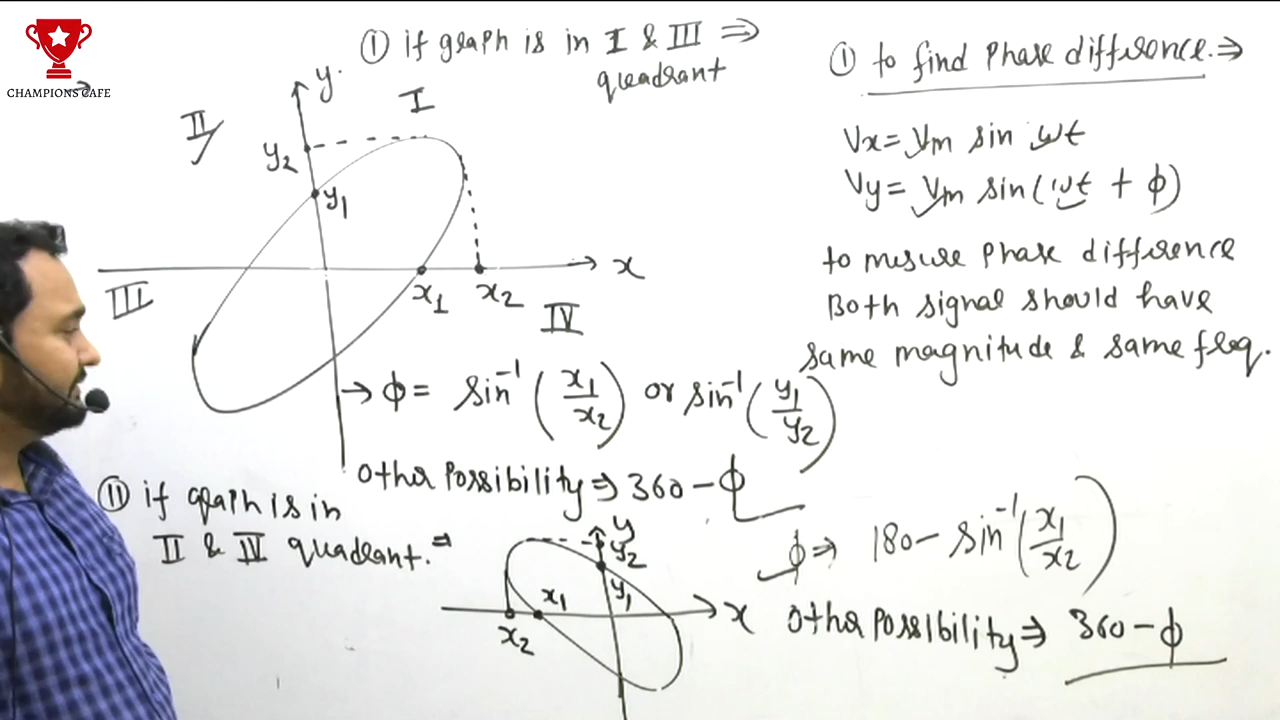 CHAMPIONS CAFE
① if graph is in I & III ⇒
quadrant
y
I
II
y2
y1
x
x1
x2
III
IV
→ ϕ = sin⁻¹ (x1/x2) or sin⁻¹ (y1/y2)
Other Possibility ⇒ 360 - ϕ
② if graph is in
II & IV quadrant. ⇒
y
y2
y1
x1
x2
x
① to find Phase difference. ⇒
Vx = Vm sin ωt
Vy = Vm sin(ωt + ϕ)
to mesure Phase difference
Both signal should have
same magnitude & same freq.
ϕ ⇒ 180 - sin⁻¹ (x1/x2)
Other Possibility ⇒ 360 - ϕ